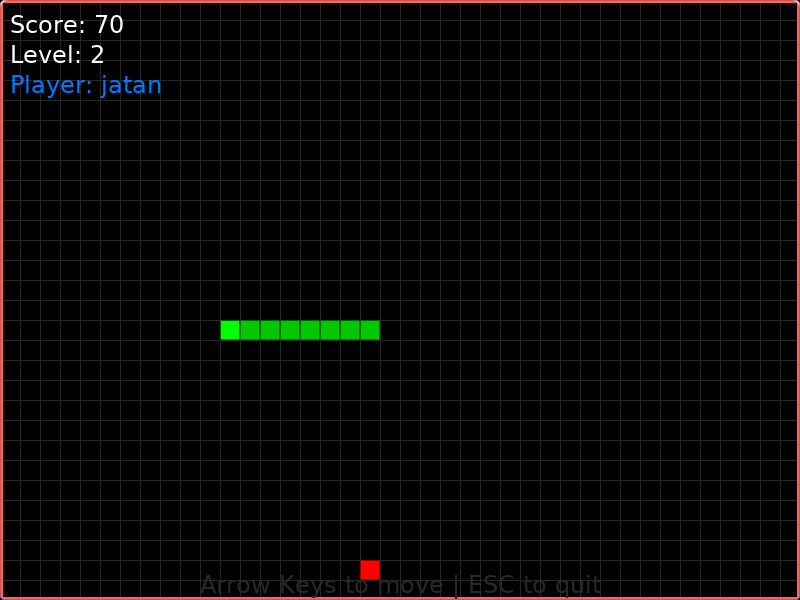 Score: 70
Level: 2
Player: jatan
Arrow Keys to move | ESC to quit